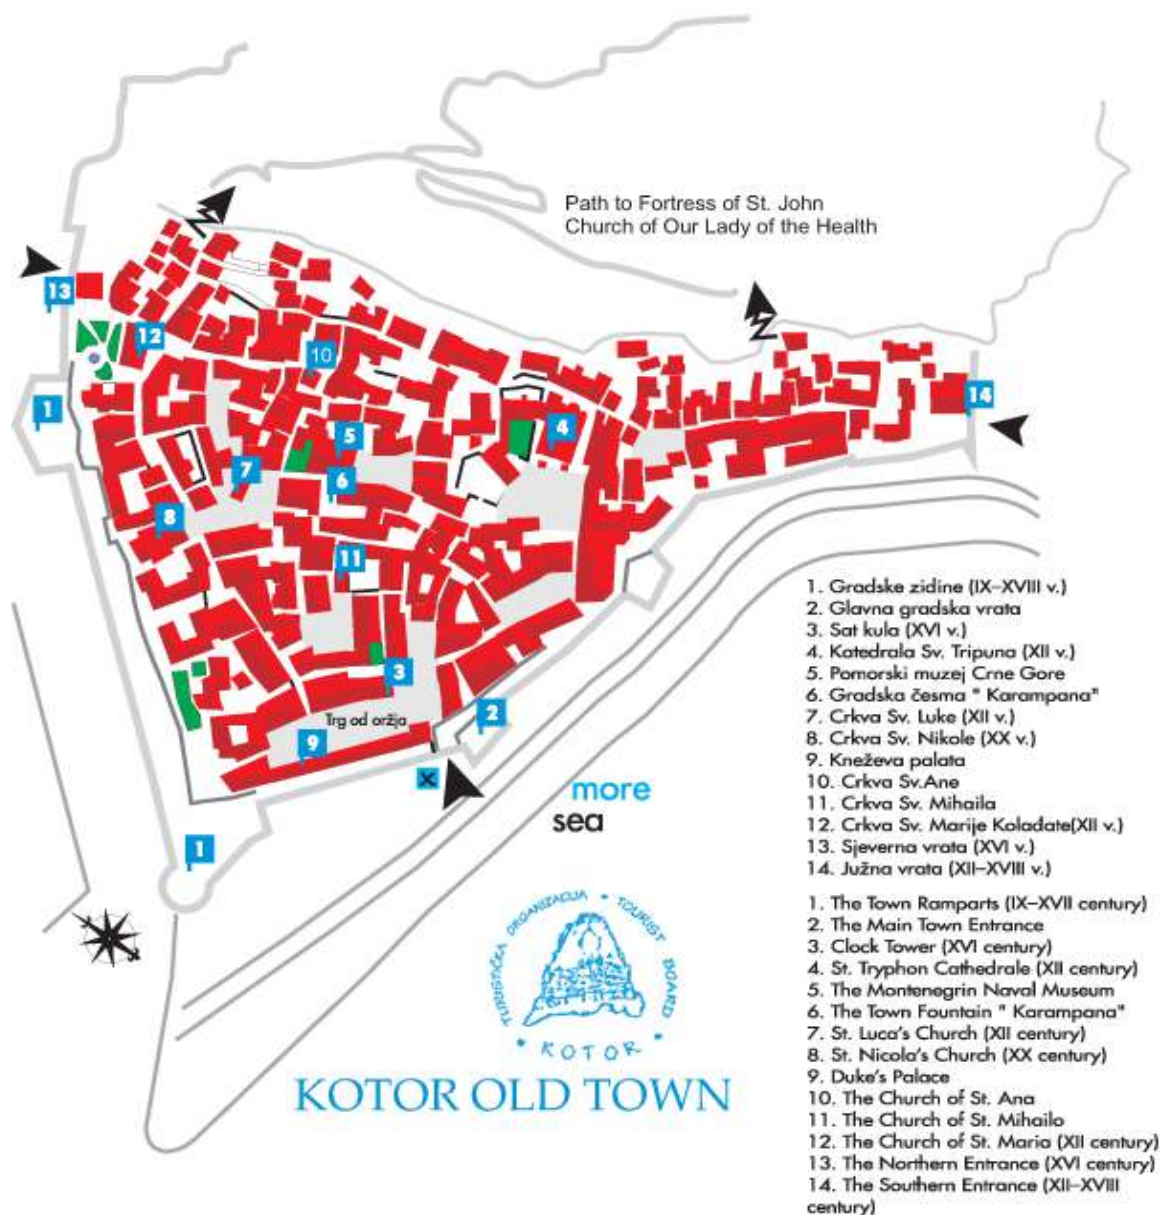 Path to Fortress of St. John
Church of Our Lady of the Health
13
12
10
1
14
4
5
6
7
8
11
3
Trg od oržja
2
9
more
sea
1
TURISTIČKA ORGANIZACIJA • TOURIST BOARD
• KOTOR •
KOTOR OLD TOWN
1. Gradske zidine (IX–XVIII v.)
2. Glavna gradska vrata
3. Sat kula (XVI v.)
4. Katedrala Sv. Tripuna (XII v.)
5. Pomorski muzej Crne Gore
6. Gradska česma " Karampana"
7. Crkva Sv. Luke (XII v.)
8. Crkva Sv. Nikole (XX v.)
9. Kneževa palata
10. Crkva Sv.Ane
11. Crkva Sv. Mihaila
12. Crkva Sv. Marije Kolađate(XII v.)
13. Sjeverna vrata (XVI v.)
14. Južna vrata (XII–XVIII v.)
1. The Town Ramparts (IX–XVII century)
2. The Main Town Entrance
3. Clock Tower (XVI century)
4. St. Tryphon Cathedrale (XII century)
5. The Montenegrin Naval Museum
6. The Town Fountain " Karampana"
7. St. Luca's Church (XII century)
8. St. Nicola's Church (XX century)
9. Duke's Palace
10. The Church of St. Ana
11. The Church of St. Mihailo
12. The Church of St. Maria (XII century)
13. The Northern Entrance (XVI century)
14. The Southern Entrance (XII–XVIII
century)